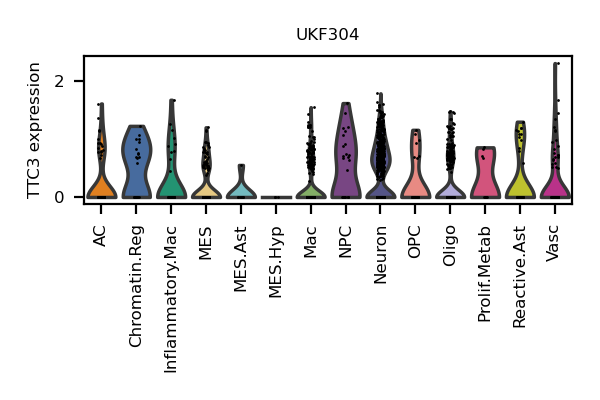 UKF304
TTC3 expression
2
0
AC
Chromatin.Reg
Inflammatory.Mac
MES
MES.Ast
MES.Hyp
Mac
NPC
Neuron
OPC
Oligo
Prolif.Metab
Reactive.Ast
Vasc